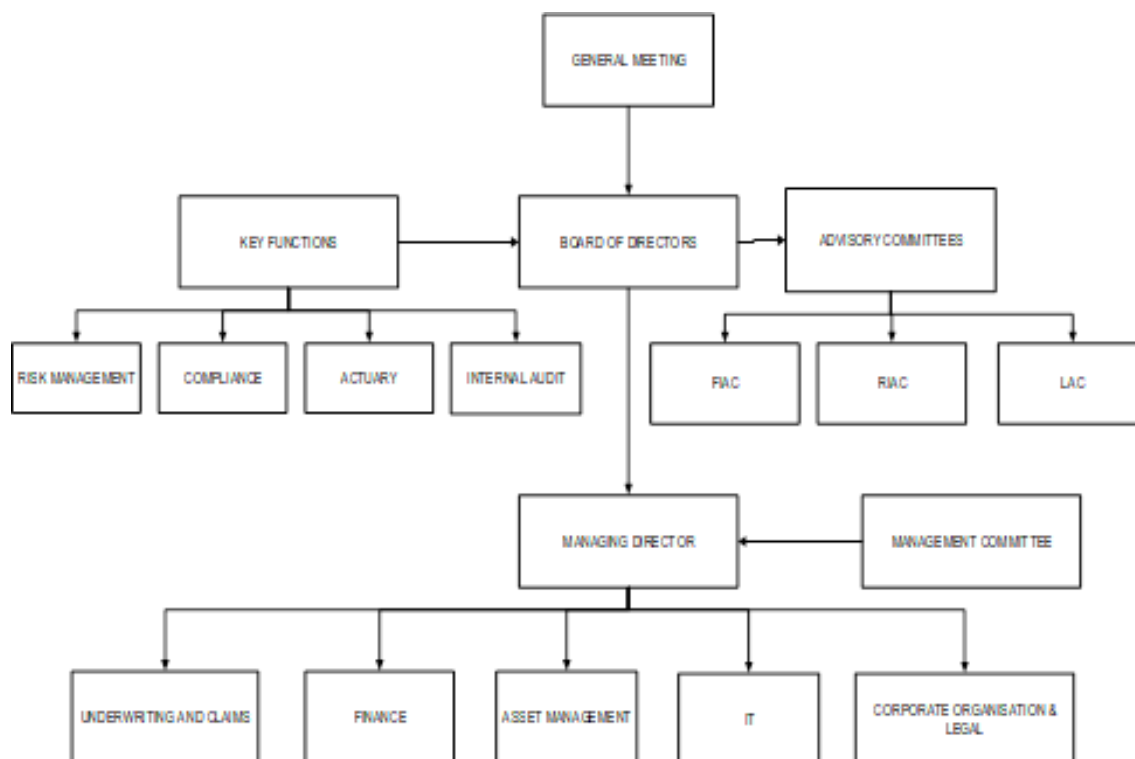 GENERAL MEETING
KEY FUNCTIONS
BOARD OF DIRECTORS
ADVISORY COMMITTEES
RISK MANAGEMENT
COMPLIANCE
ACTUARY
INTERNAL AUDIT
FIAC
RIAC
LAC
MANAGING DIRECTOR
MANAGEMENT COMMITTEE
UNDERWRITING AND CLAIMS
FINANCE
ASSET MANAGEMENT
IT
CORPORATE ORGANISATION &
LEGAL